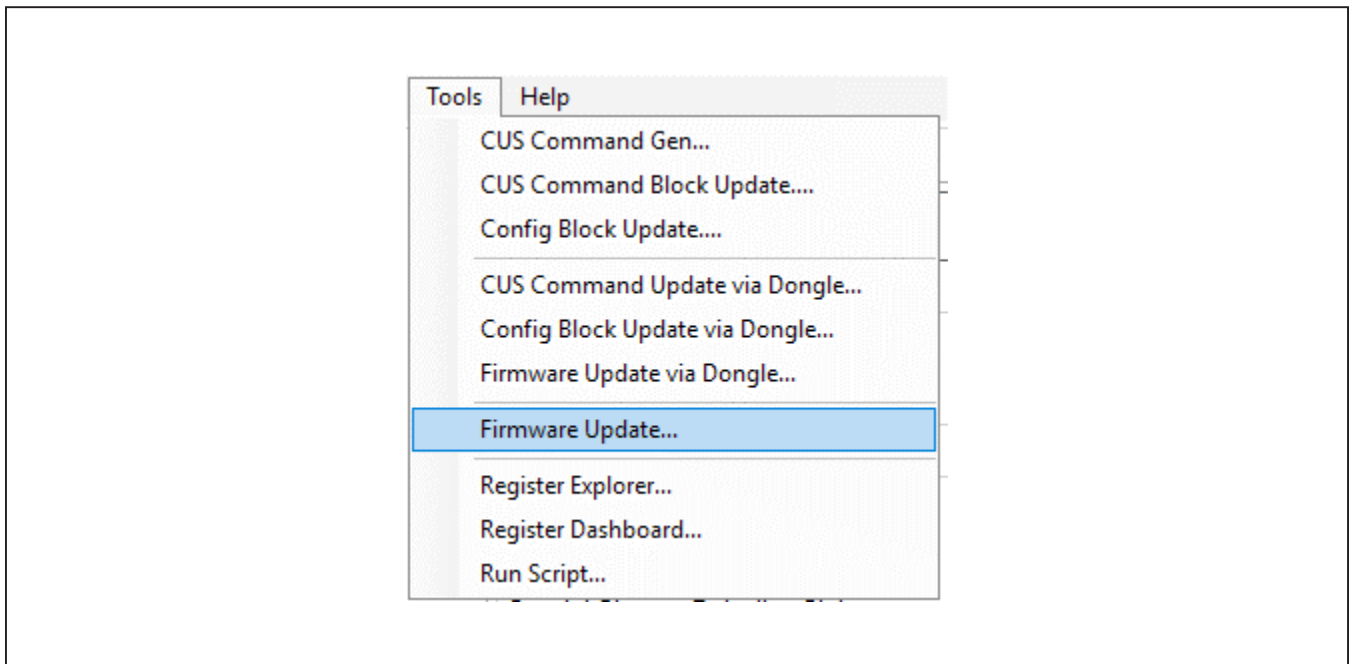 Tools Help
CUS Command Gen...
CUS Command Block Update....
Config Block Update....
CUS Command Update via Dongle...
Config Block Update via Dongle...
Firmware Update via Dongle...
Firmware Update...
Register Explorer...
Register Dashboard...
Run Script...